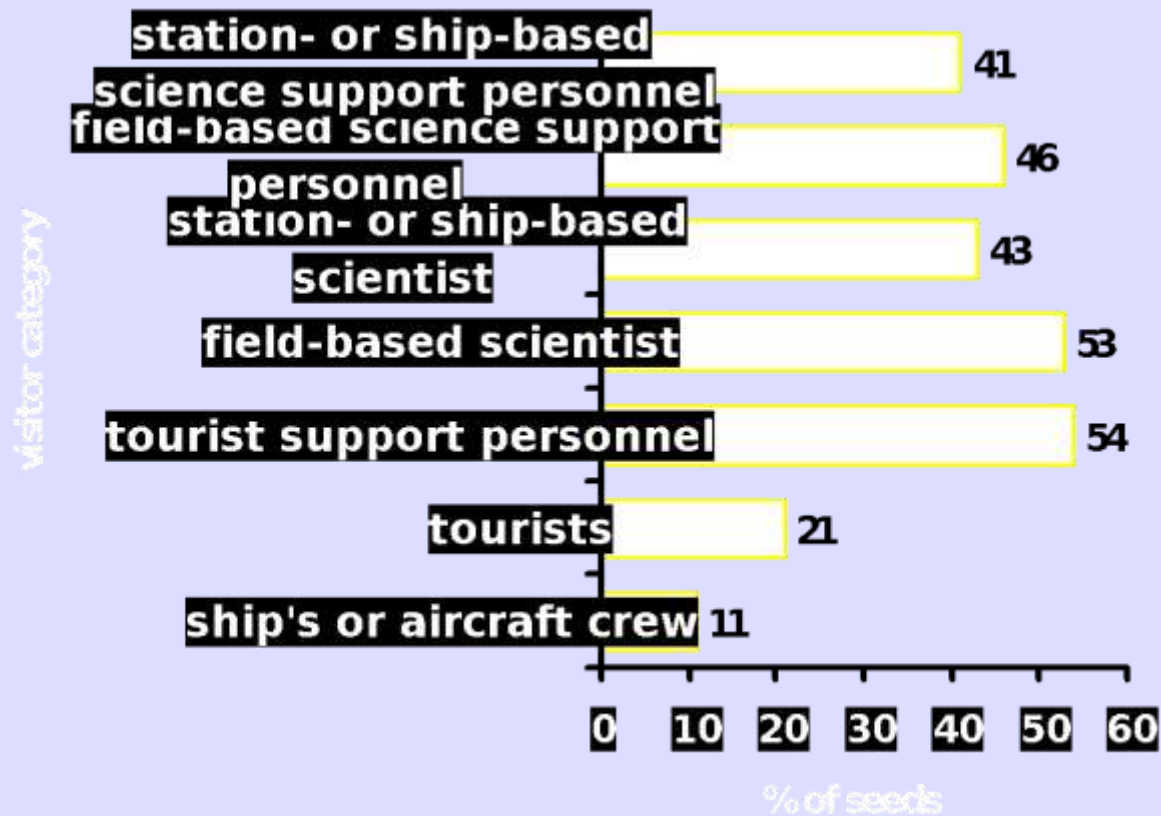 station- or ship-based
science support personnel
41
field-based science support
personnel
46
station- or ship-based
scientist
43
field-based scientist
53
tourist support personnel
54
tourists
21
ship's or aircraft crew
11
visitor category
0 10 20 30 40 50 60
% of seeds